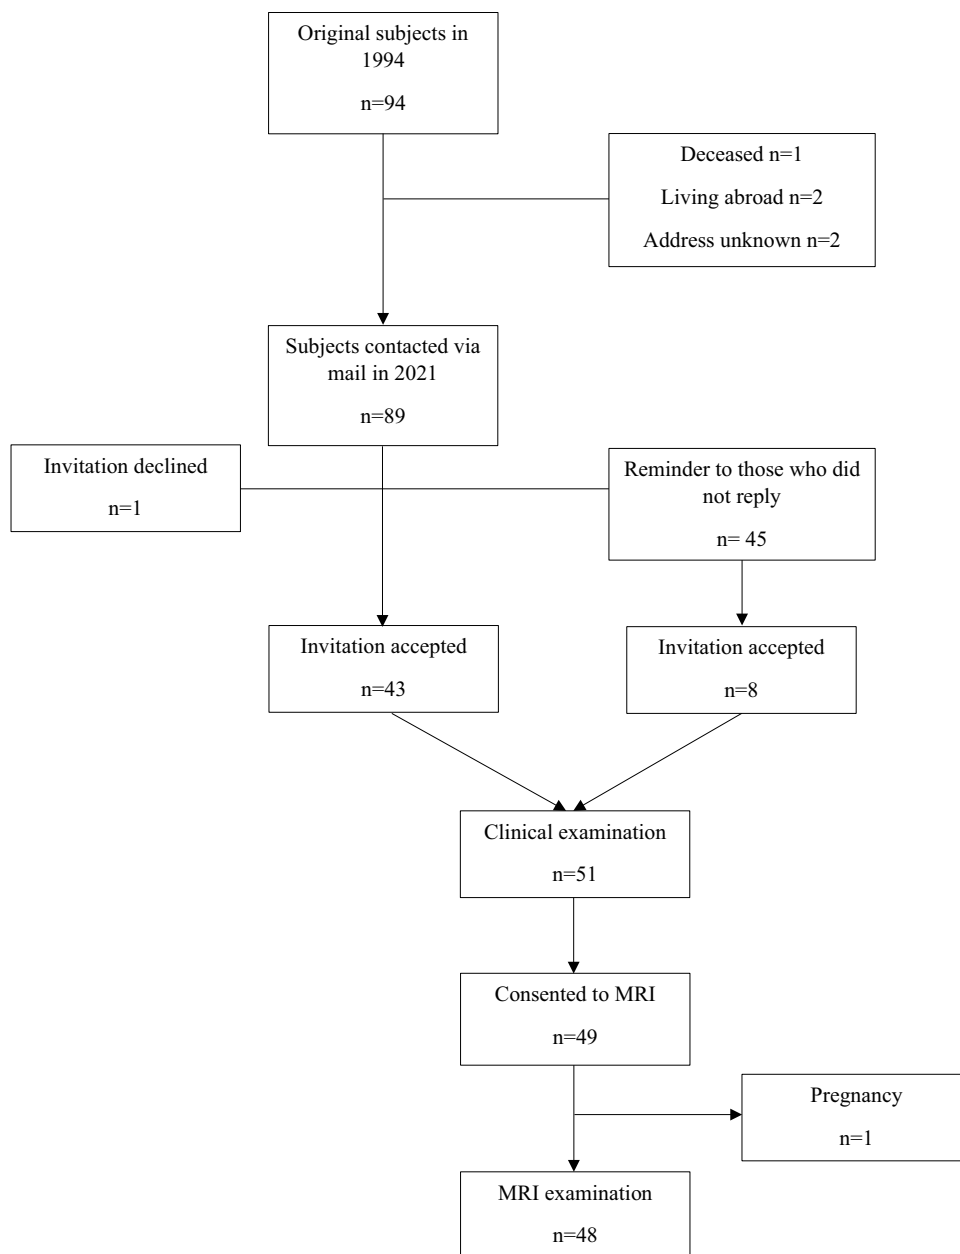 Original subjects in
1994
n=94
Deceased n=1
Living abroad n=2
Address unknown n=2
Subjects contacted via
mail in 2021
n=89
Invitation declined
n=1
Reminder to those who did
not reply
n= 45
Invitation accepted
n=43
Invitation accepted
n=8
Clinical examination
n=51
Consented to MRI
n=49
Pregnancy
n=1
MRI examination
n=48